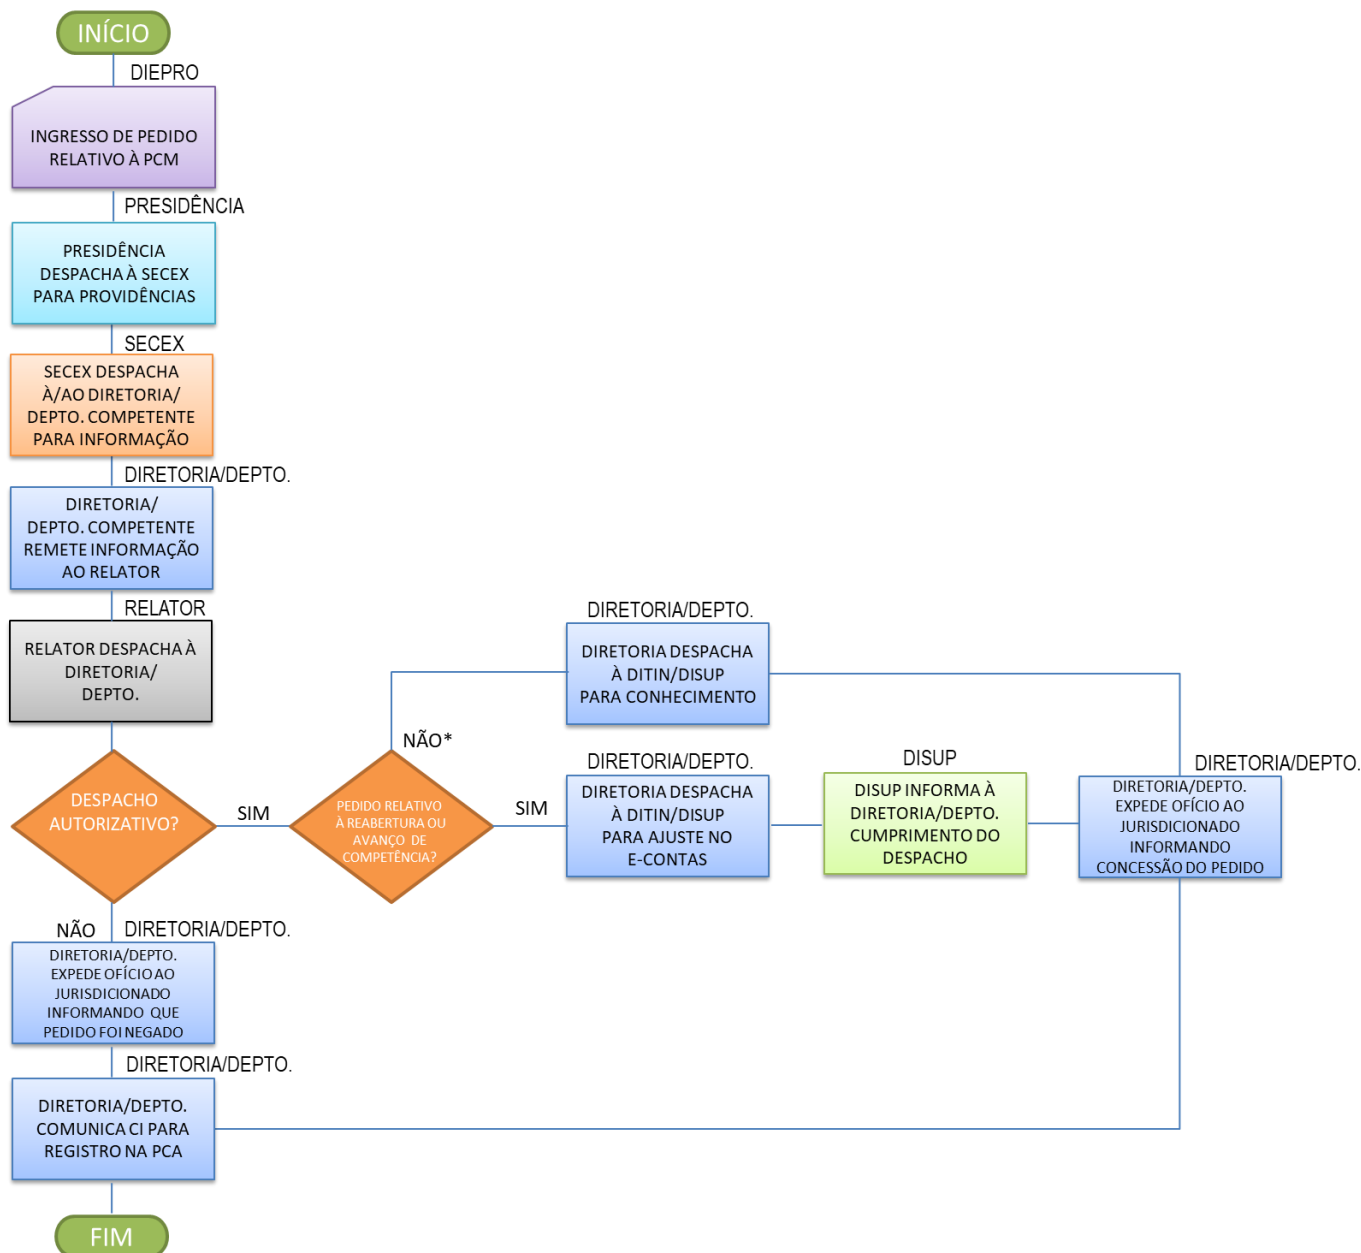 INÍCIO
DIEPRO
INGRESSO DE PEDIDO
RELATIVO À PCM
PRESIDÊNCIA
PRESIDÊNCIA
DESPACHA À SECEX
PARA PROVIDÊNCIAS
SECEX
SECEX DESPACHA
À/AO DIRETORIA/
DEPTO. COMPETENTE
PARA INFORMAÇÃO
DIRETORIA/DEPTO.
DIRETORIA/
DEPTO. COMPETENTE
REMETE INFORMAÇÃO
AO RELATOR
RELATOR
RELATOR DESPACHA À
DIRETORIA/
DEPTO.
DESPACHO
AUTORIZATIVO?
SIM
PEDIDO RELATIVO
À REABERTURA OU
AVANÇO DE
COMPETÊNCIA?
NÃO*
DIRETORIA/DEPTO.
DIRETORIA DESPACHA
À DITIN/DISUP
PARA CONHECIMENTO
SIM
DIRETORIA/DEPTO.
DIRETORIA DESPACHA
À DITIN/DISUP
PARA AJUSTE NO
E-CONTAS
DISUP
DISUP INFORMA À
DIRETORIA/DEPTO.
CUMPRIMENTO DO
DESPACHO
DIRETORIA/DEPTO.
DIRETORIA/DEPTO.
EXPEDE OFÍCIO AO
JURISDICIONADO
INFORMANDO
CONCESSÃO DO PEDIDO
NÃO
DIRETORIA/DEPTO.
DIRETORIA/DEPTO.
EXPEDE OFÍCIO AO
JURISDICIONADO
INFORMANDO QUE
PEDIDO FOI NEGADO
DIRETORIA/DEPTO.
DIRETORIA/DEPTO.
COMUNICA CI PARA
REGISTRO NA PCA
FIM